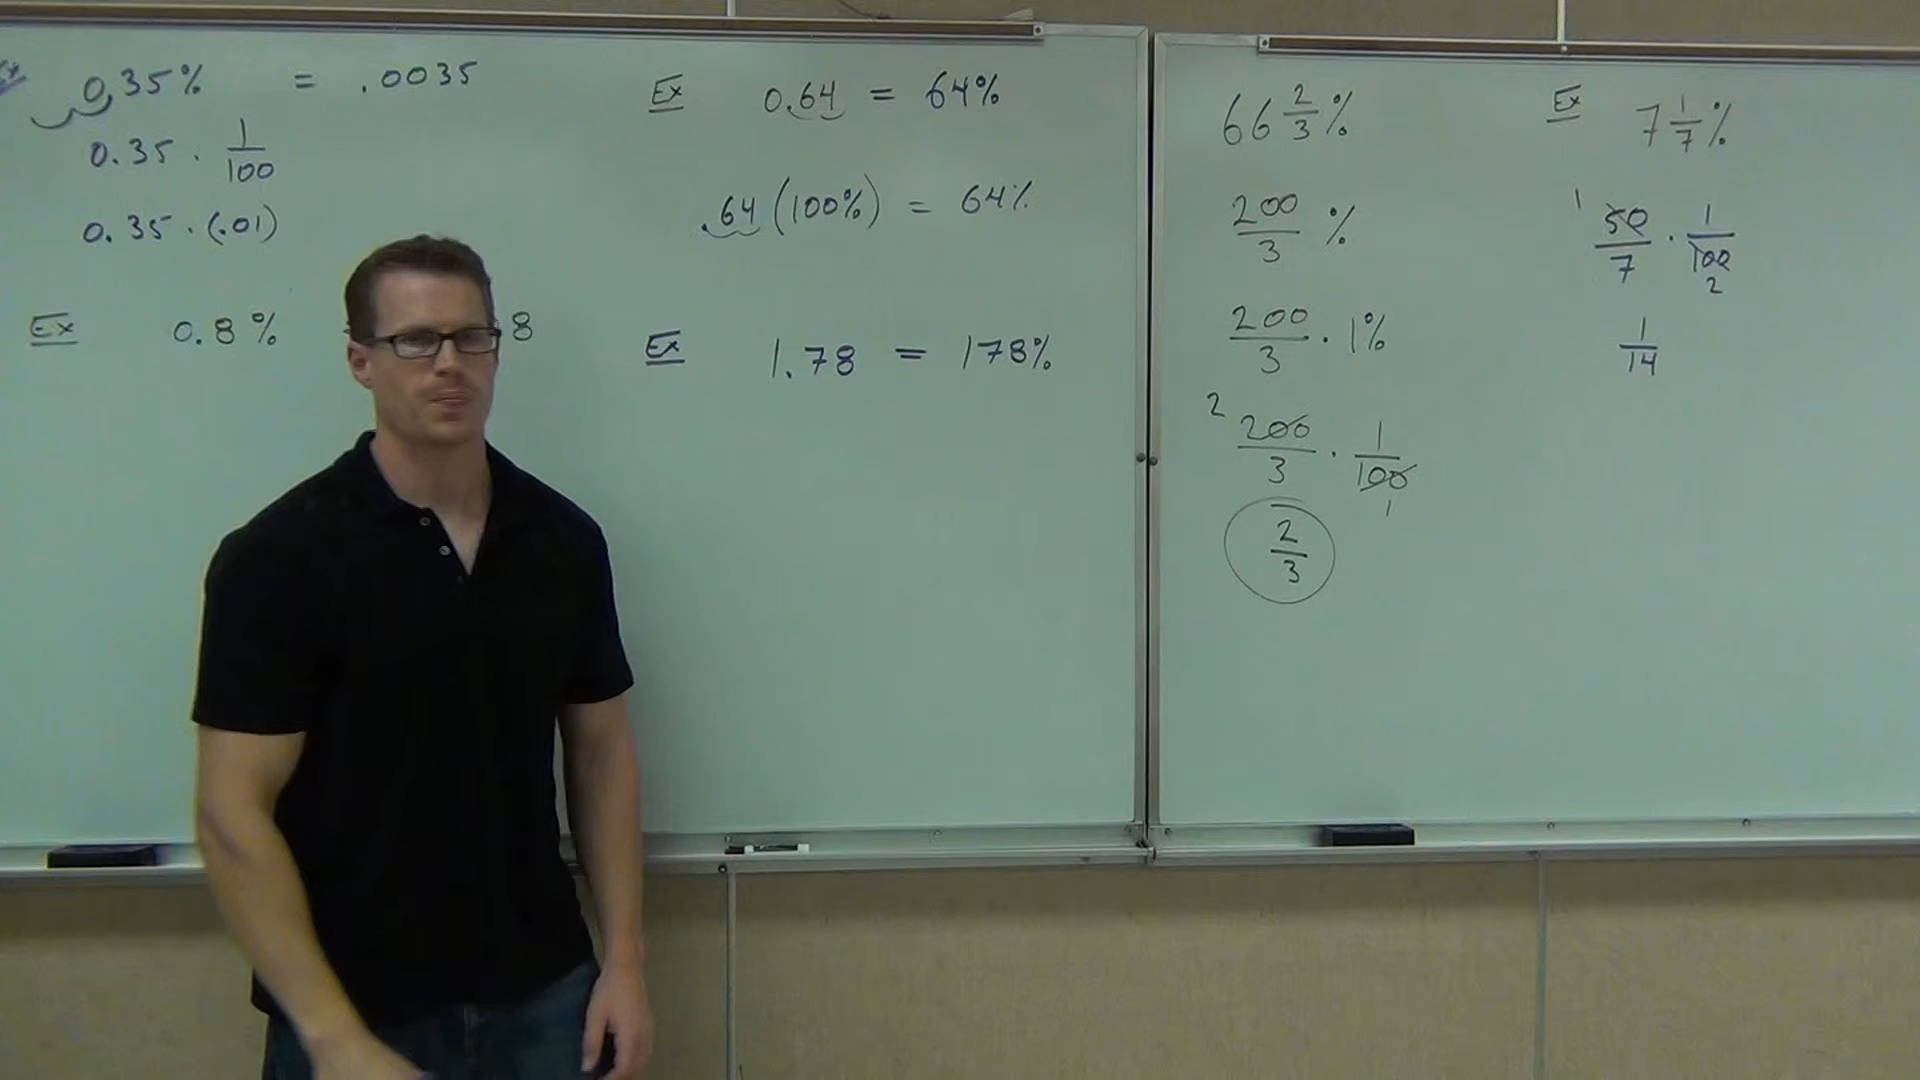 Ex 0.35% = .0035
0.35 · 1/100
0.35 · (.01)
Ex 0.8% 8
Ex 0.64 = 64%
.64 (100%) = 64%
Ex 1.78 = 178%
66 2/3 %
200/3 %
200/3 · 1%
2 200/3 · 1/100 1
2/3
Ex 7 1/7 %
1 50/7 · 1/100 2
1/14